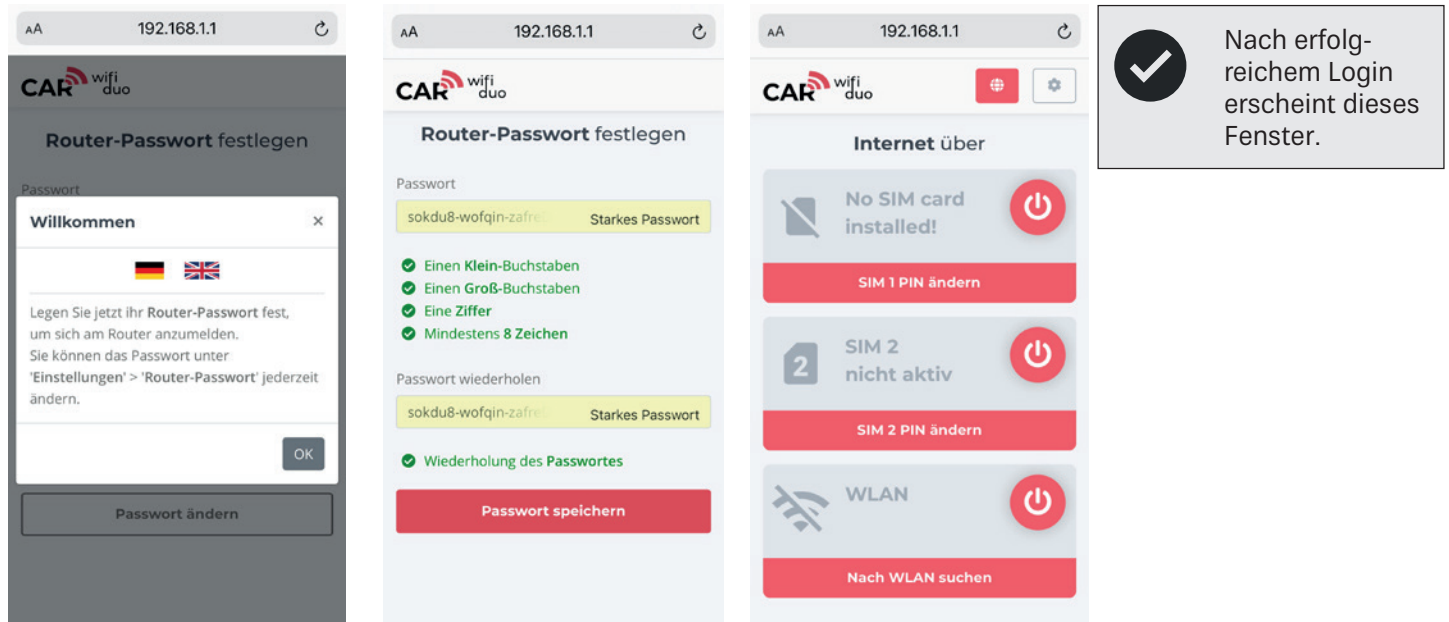 AA 192.168.1.1
CAR wifi duo
Router-Passwort festlegen
Passwort
Willkommen ×
Legen Sie jetzt ihr Router-Passwort fest,
um sich am Router anzumelden.
Sie können das Passwort unter
'Einstellungen' > 'Router-Passwort' jederzeit
ändern.
OK
Passwort ändern
AA 192.168.1.1
CAR wifi duo
Router-Passwort festlegen
Passwort
sokdu8-wofqin-zafre Starkes Passwort
Einen Klein-Buchstaben
Einen Groß-Buchstaben
Eine Ziffer
Mindestens 8 Zeichen
Passwort wiederholen
sokdu8-wofqin-zafre Starkes Passwort
Wiederholung des Passwortes
Passwort speichern
AA 192.168.1.1
CAR wifi duo
Internet über
No SIM card
installed!
SIM 1 PIN ändern
SIM 2
nicht aktiv
2
SIM 2 PIN ändern
WLAN
Nach WLAN suchen
Nach erfolg-
reichem Login
erscheint dieses
Fenster.